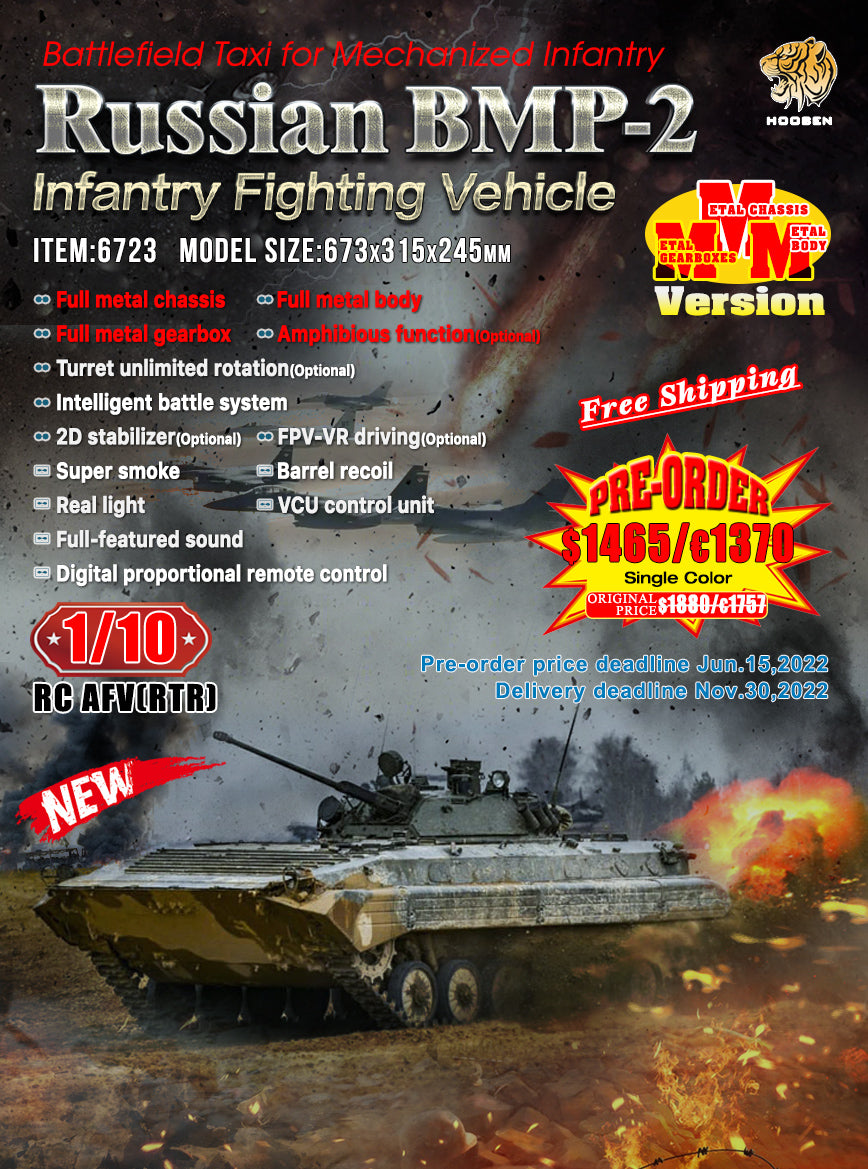 Battlefield Taxi for Mechanized Infantry
Russian BMP-2
HOOBEN
Infantry Fighting Vehicle
METAL CHASSIS
METAL GEARBOXES
METAL BODY
Version
ITEM:6723 MODEL SIZE:673x315x245MM
Full metal chassis
Full metal body
Full metal gearbox
Amphibious function(Optional)
Turret unlimited rotation(Optional)
Intelligent battle system
2D stabilizer(Optional)
FPV-VR driving(Optional)
Super smoke
Barrel recoil
Real light
VCU control unit
Full-featured sound
Digital proportional remote control
Free Shipping
PRE-ORDER
$1465/€1370
Single Color
ORIGINAL PRICE $1880/€1757
1/10
RC AFV(RTR)
Pre-order price deadline Jun.15,2022
Delivery deadline Nov.30,2022
NEW